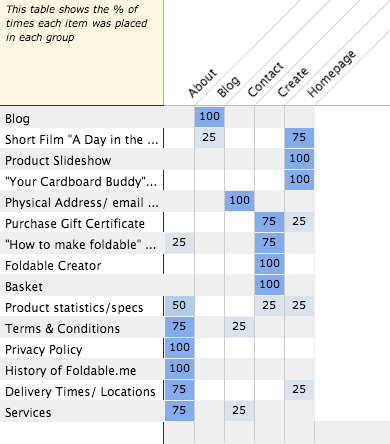 This table shows the % of
times each item was placed
in each group
About
Blog
Contact
Create
Homepage
Blog 100
Short Film "A Day in the ... 25 75
Product Slideshow 100
"Your Cardboard Buddy"... 100
Physical Address/ email ... 100
Purchase Gift Certificate 75 25
"How to make foldable" ... 25 75
Foldable Creator 100
Basket 100
Product statistics/specs 50 25 25
Terms & Conditions 75 25
Privacy Policy 100
History of Foldable.me 100
Delivery Times/ Locations 75 25
Services 75 25